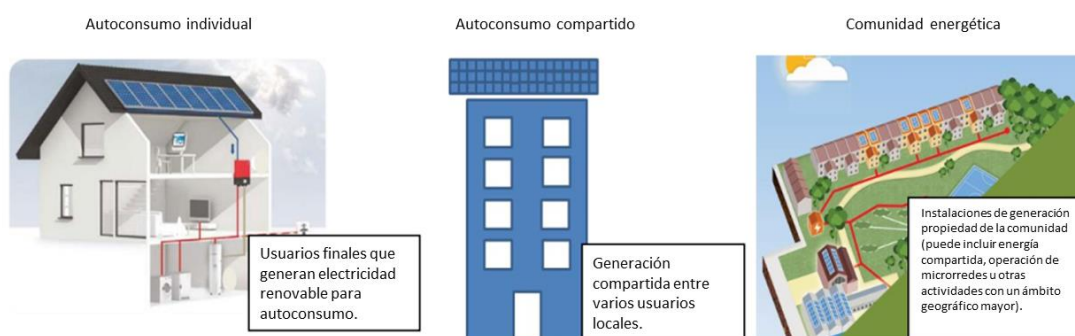 Autoconsumo individual
Autoconsumo compartido
Comunidad energética
Usuarios finales que
generan electricidad
renovable para
autoconsumo.
Generación
compartida entre
varios usuarios
locales.
Instalaciones de generación
propiedad de la comunidad
(puede incluir energía
compartida, operación de
microrredes u otras
actividades con un ámbito
geográfico mayor).